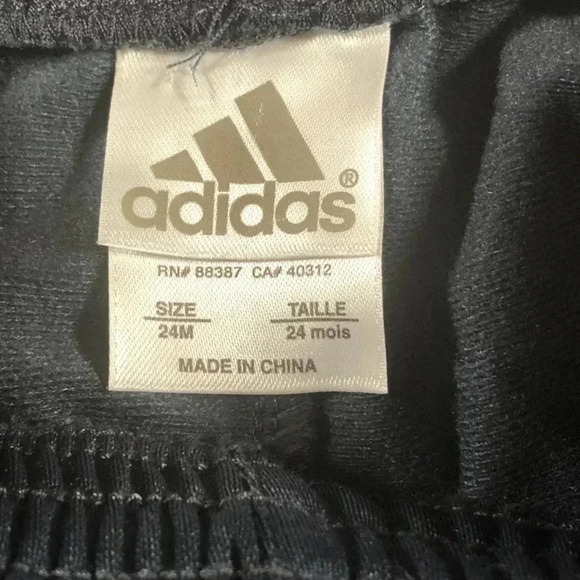 adidas®
RN# 88387 CA# 40312
SIZE TAILLE
24M 24 mois
MADE IN CHINA